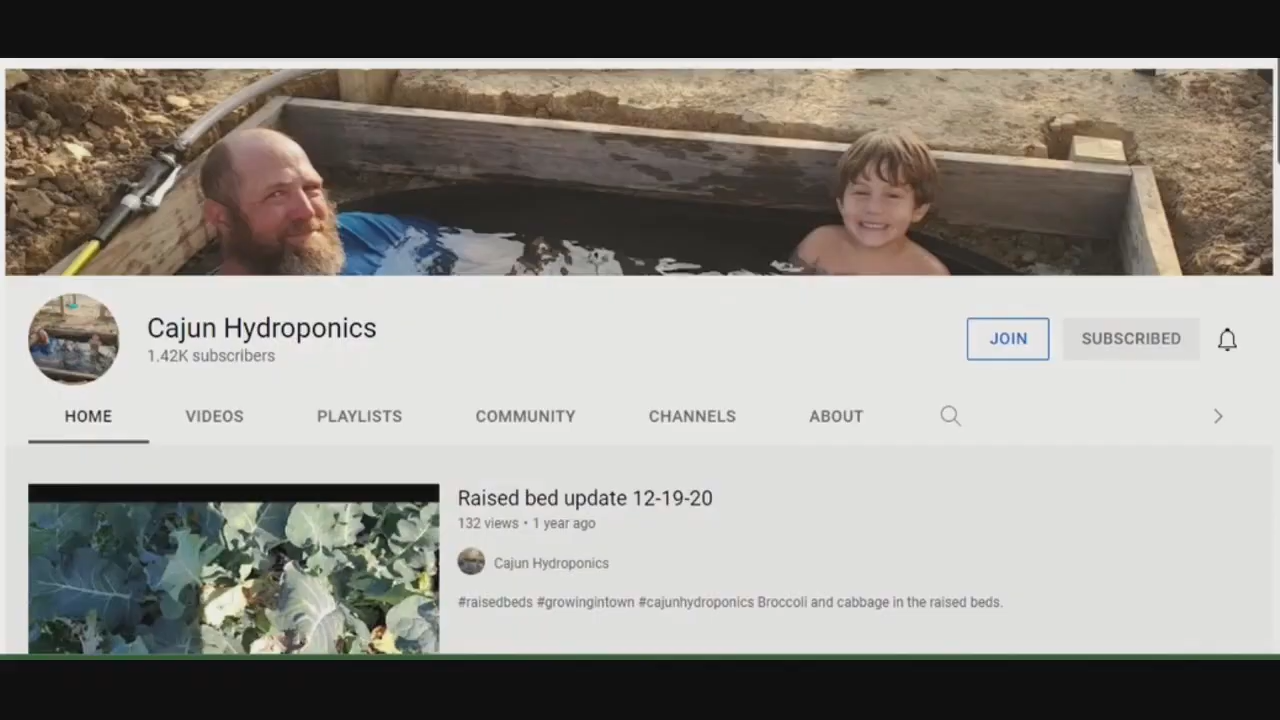 Cajun Hydroponics
1.42K subscribers
JOIN
SUBSCRIBED
HOME
VIDEOS
PLAYLISTS
COMMUNITY
CHANNELS
ABOUT
Raised bed update 12-19-20
132 views • 1 year ago
Cajun Hydroponics
#raisedbeds #growingintown #cajunhydroponics Broccoli and cabbage in the raised beds.